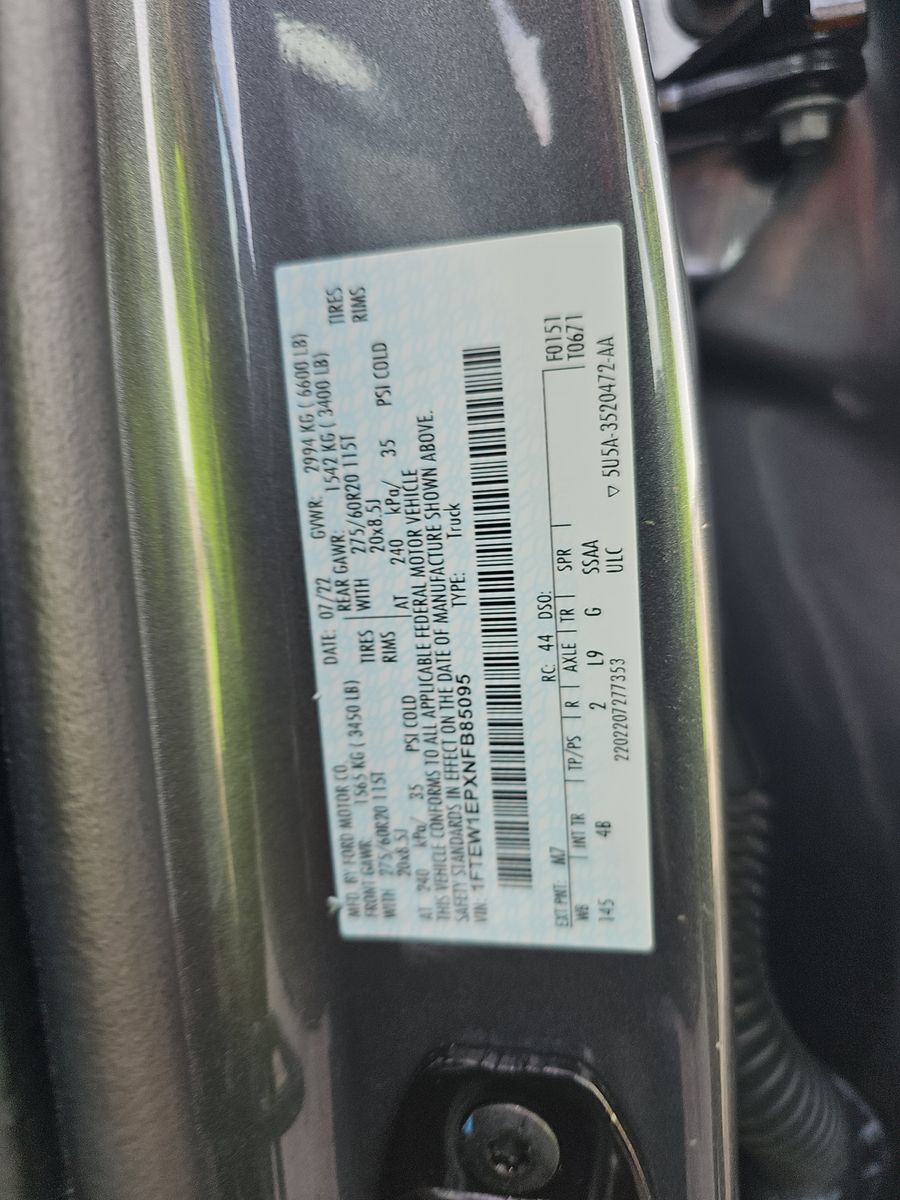 MFD. BY FORD MOTOR CO. DATE: 07/22 GVWR: 2994 KG ( 6600 LB)
FRONT GAWR: 1565 KG ( 3450 LB) REAR GAWR: 1542 KG ( 3400 LB)
WITH 275/60R20 115T TIRES WITH 275/60R20 115T TIRES
20x8.5J RIMS 20x8.5J RIMS
AT 240 kPa/ 35 PSI COLD AT 240 kPa/ 35 PSI COLD
THIS VEHICLE CONFORMS TO ALL APPLICABLE FEDERAL MOTOR VEHICLE
SAFETY STANDARDS IN EFFECT ON THE DATE OF MANUFACTURE SHOWN ABOVE.
VIN: 1FTEW1EPXNFB85095 TYPE: Truck
F0151
EXT PNT: M7 RC: 44 DSO: T0671
WB INT TR TP/PS R AXLE TR SPR
145 4B 2 L9 G SSAA
2202207277353 ULC ▽ 5U5A-3520472-AA